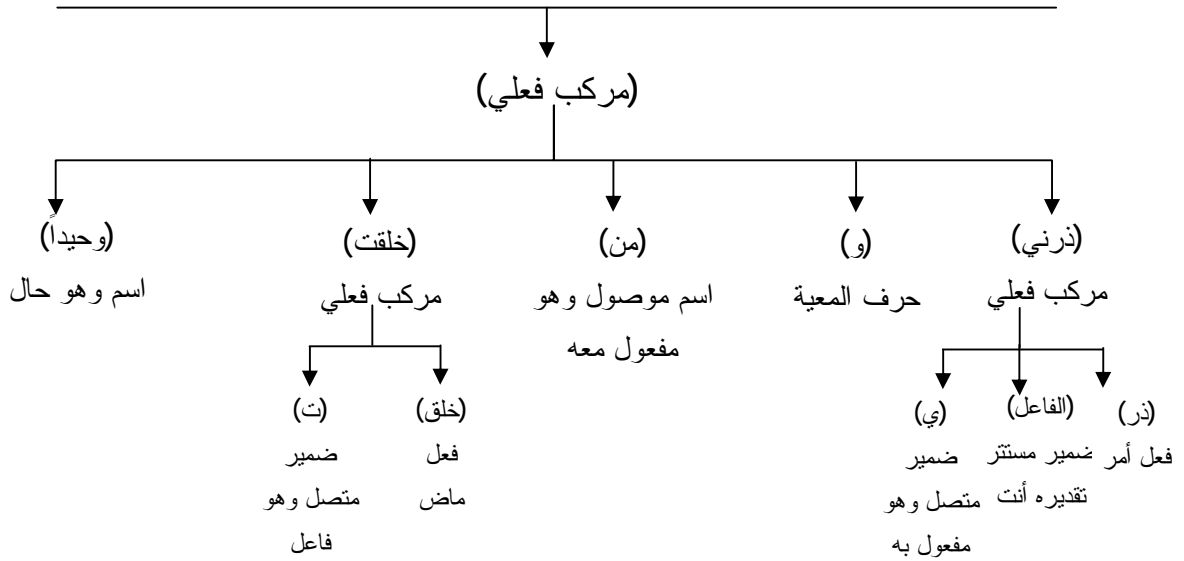 (مركب فعلي)
(ذرني)
مركب فعلي
(و)
حرف المعية
(من)
اسم موصول وهو
مفعول معه
(خلقت)
مركب فعلي
(وحيداً)
اسم وهو حال
(ذر)
فعل أمر
(الفاعل)
ضمير مستتر
تقديره أنت
(ي)
ضمير
متصل وهو
مفعول به
(خلق)
فعل
ماض
(ت)
ضمير
متصل وهو
فاعل